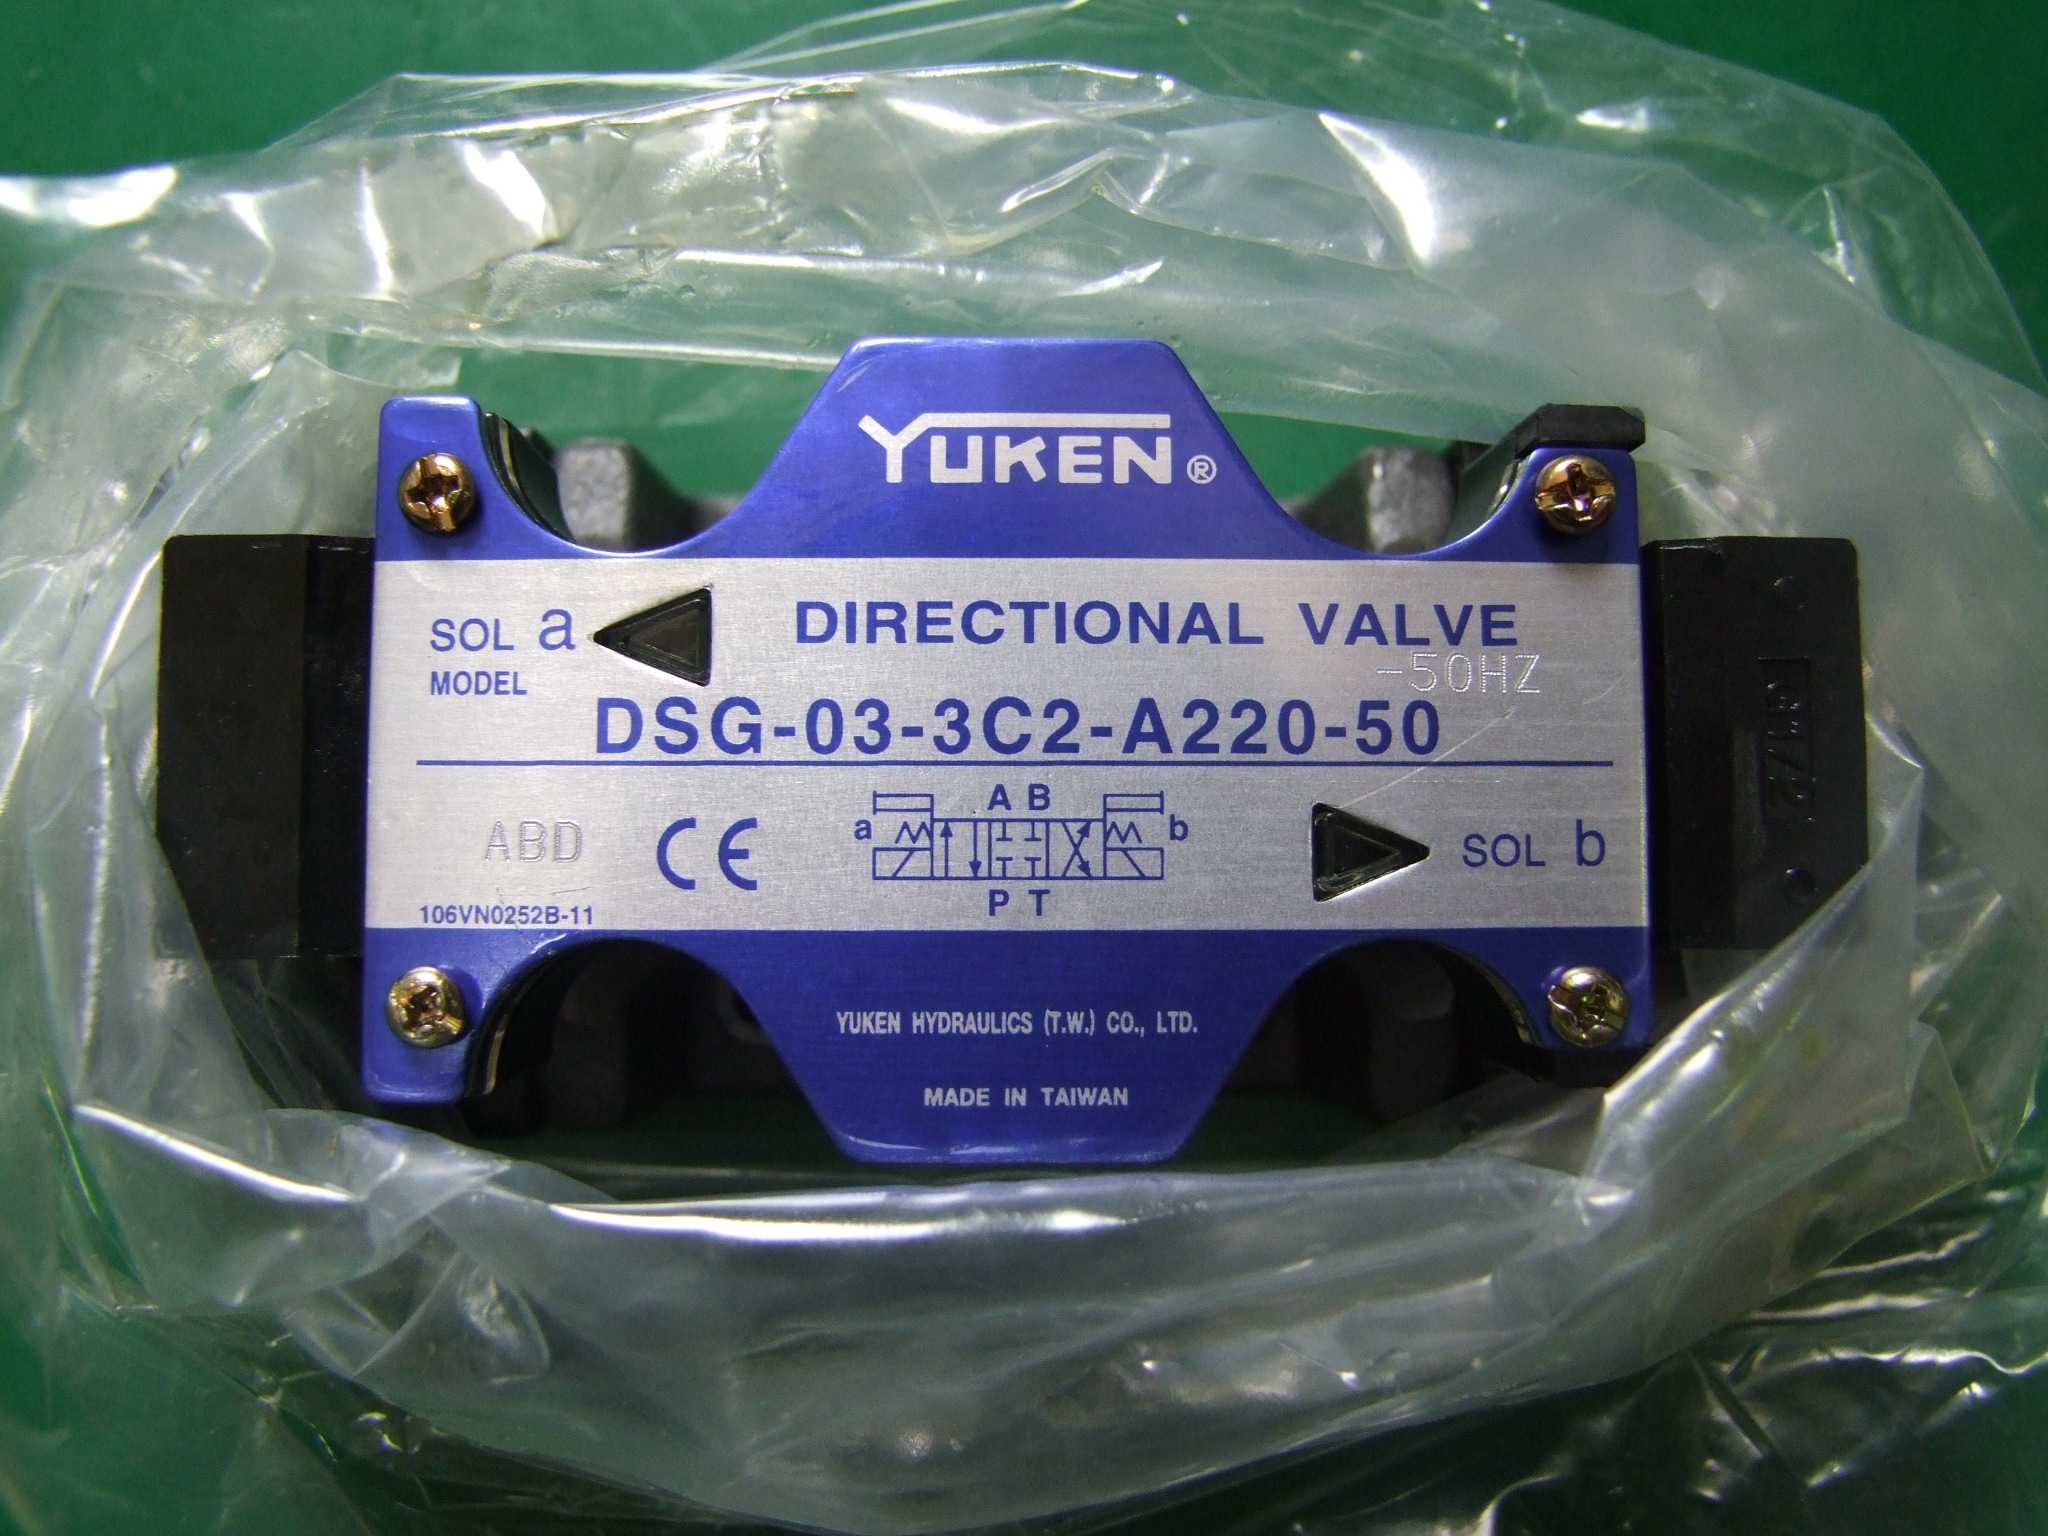 YUKEN®
SOL a
DIRECTIONAL VALVE
-50HZ
MODEL
DSG-03-3C2-A220-50
A B
a
b
P T
ABD
CE
SOL b
106VN0252B-11
YUKEN HYDRAULICS (T.W.) CO., LTD.
MADE IN TAIWAN